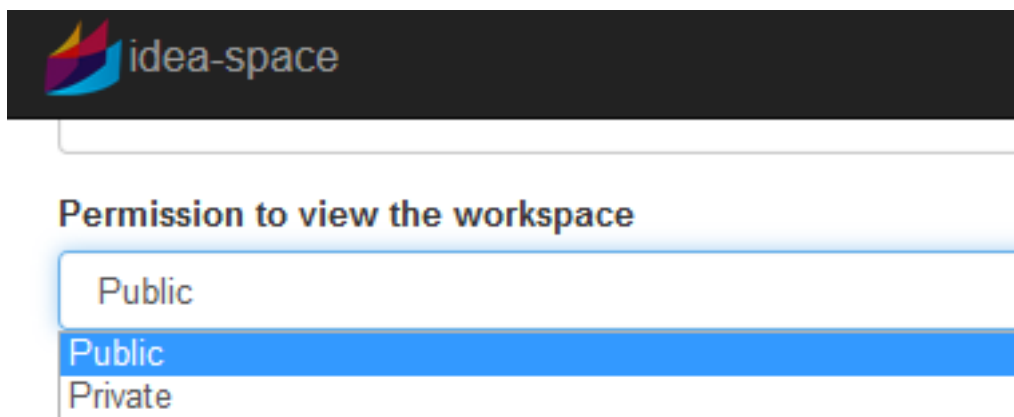 idea-space
Permission to view the workspace
Public
Public
Private